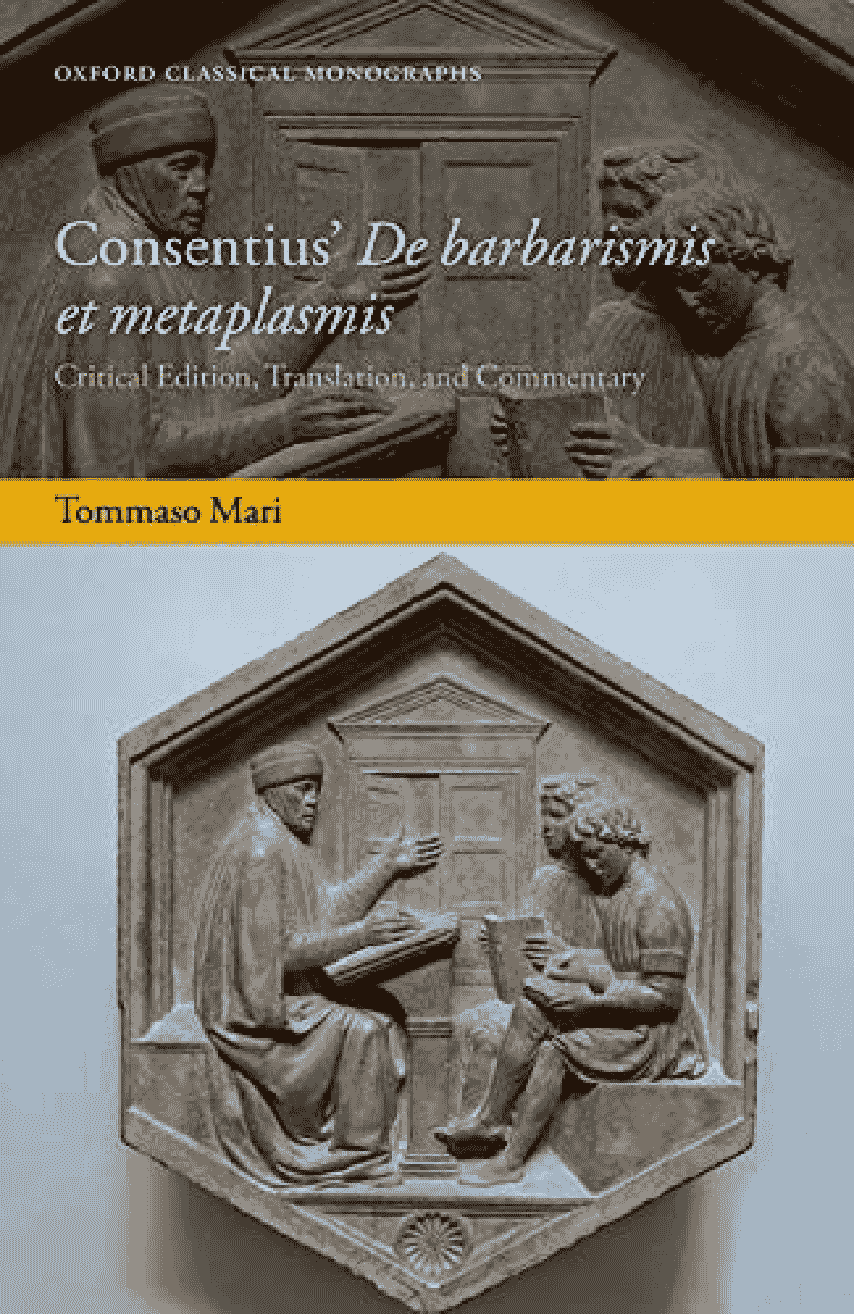 OXFORD CLASSICAL MONOGRAPHS
Consentius’ De barbarismis
et metaplasmis
Critical Edition, Translation, and Commentary
Tommaso Mari